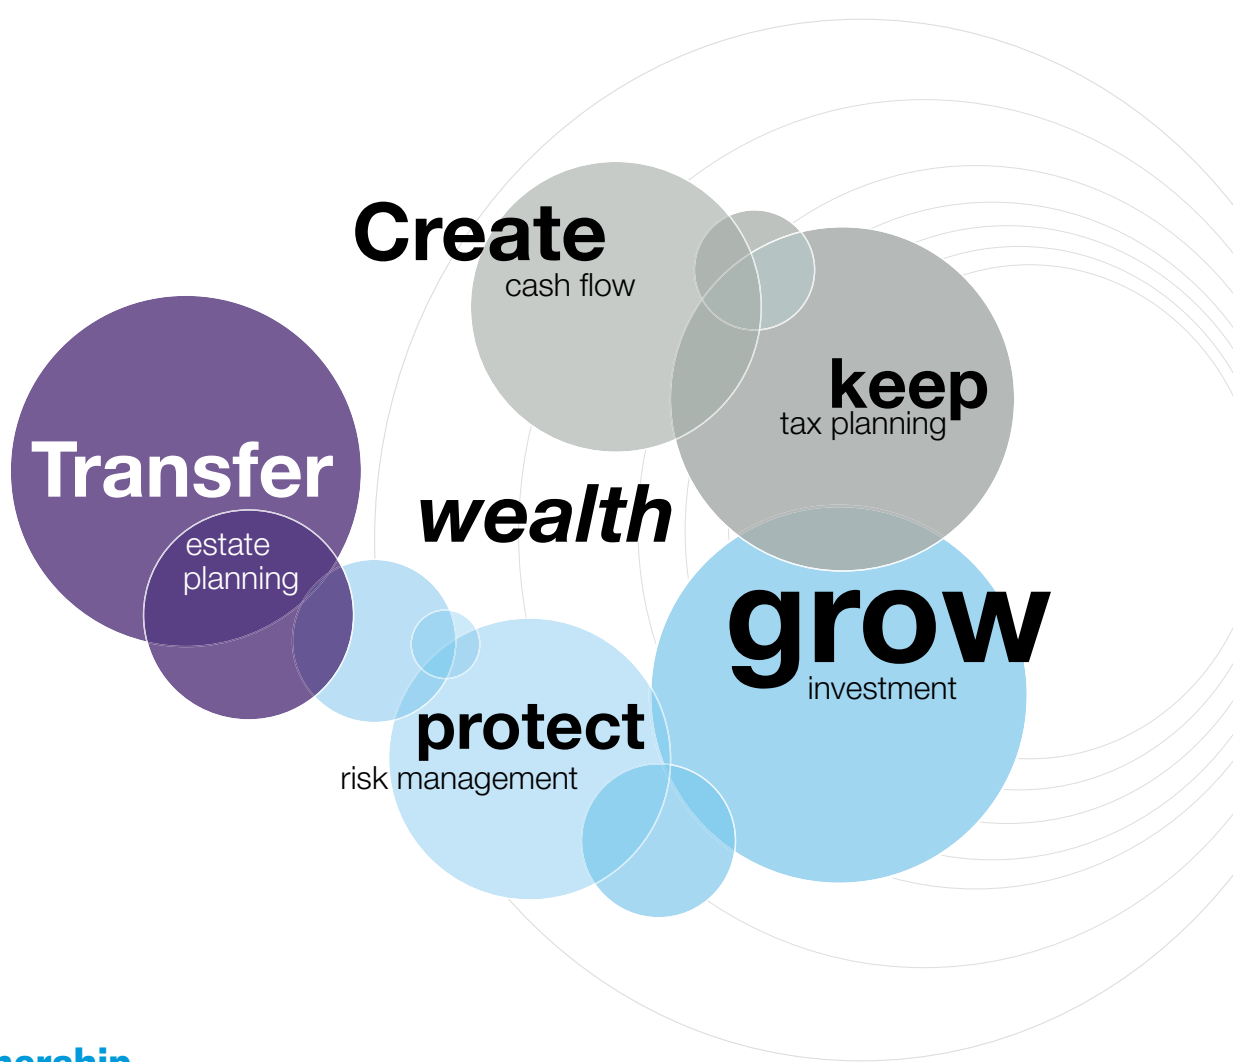 Create
cash flow
keep
tax planning
Transfer
estate
planning
wealth
grow
investment
protect
risk management